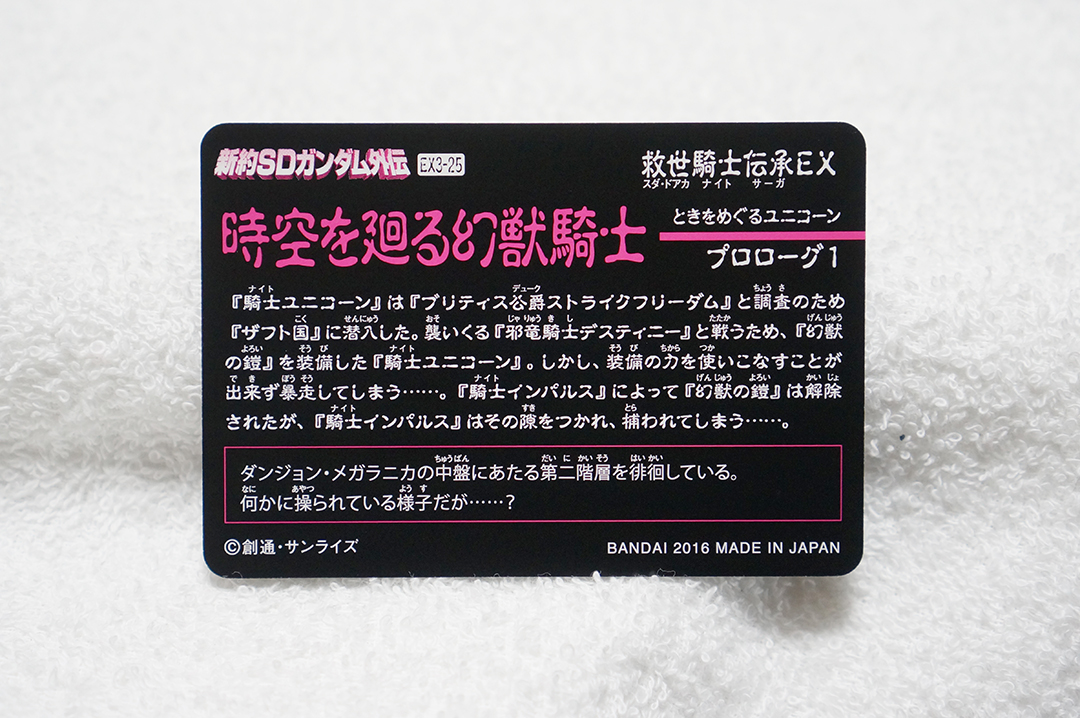 新約SDガンダム外伝 EX3-25
救世騎士伝承EX
スダ・ドアカ ナイト サーガ
時空を廻る幻獣騎士
ときをめぐるユニコーン
プロローグ1
『騎士ユニコーン』は『ブリティス公爵ストライクフリーダム』と調査のため
『ザフト国』に潜入した。襲いくる『邪竜騎士デスティニー』と戦うため、『幻獣
の鎧』を装備した『騎士ユニコーン』。しかし、装備の力を使いこなすことが
出来ず暴走してしまう……。『騎士インパルス』によって『幻獣の鎧』は解除
されたが、『騎士インパルス』はその隙をつかれ、捕われてしまう……。
ダンジョン・メガラニカの中盤にあたる第二階層を徘徊している。
何かに操られている様子だが……?
©創通・サンライズ
BANDAI 2016 MADE IN JAPAN